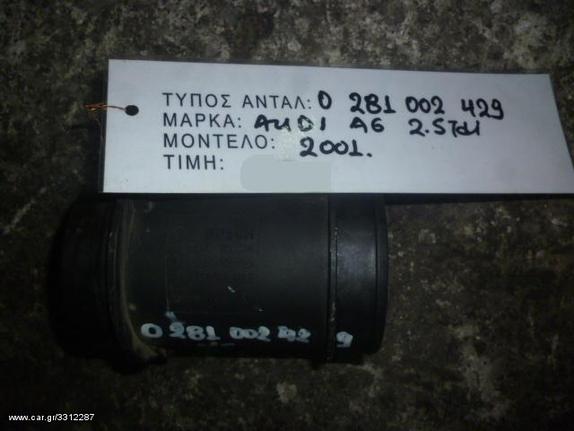 ΤΥΠΟΣ ΑΝΤΑΛ: 0 281 002 429
ΜΑΡΚΑ: AUDI A6 2.5Tdi
ΜΟΝΤΕΛΟ: 2001.
ΤΙΜΗ:
BOSCH
0 281 002 42 9
www.car.gr/3312287